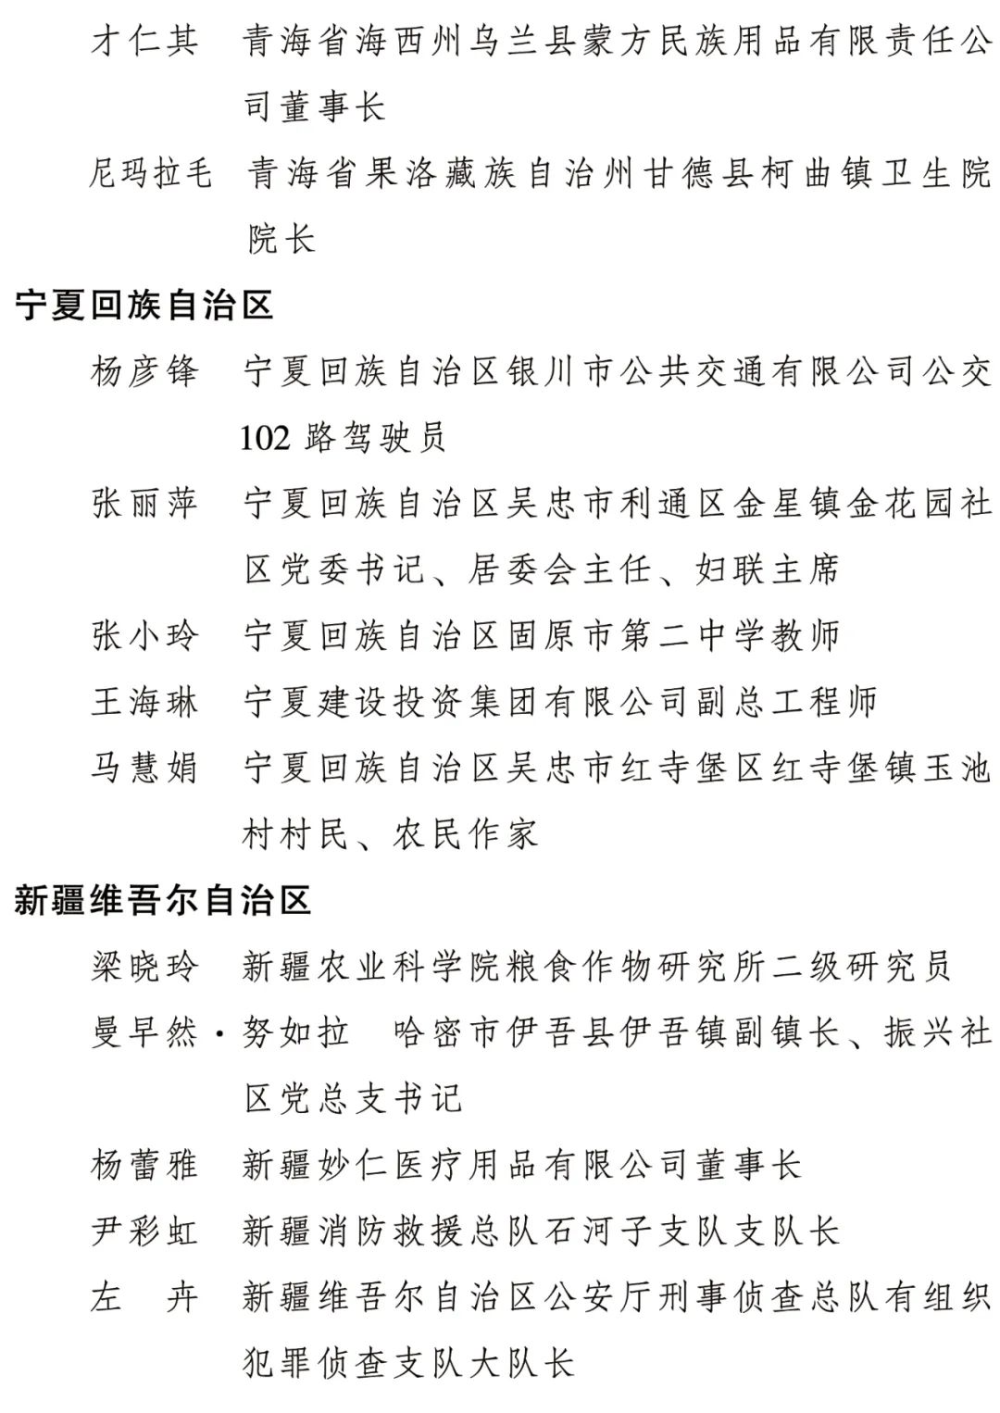 才仁其 青海省海西州乌兰县蒙方民族用品有限责任公
司董事长
尼玛拉毛 青海省果洛藏族自治州甘德县柯曲镇卫生院
院长
宁夏回族自治区
杨彦锋 宁夏回族自治区银川市公共交通有限公司公交
102 路驾驶员
张丽萍 宁夏回族自治区吴忠市利通区金星镇金花园社
区党委书记、居委会主任、妇联主席
张小玲 宁夏回族自治区固原市第二中学教师
王海琳 宁夏建设投资集团有限公司副总工程师
马慧娟 宁夏回族自治区吴忠市红寺堡区红寺堡镇玉池
村村民、农民作家
新疆维吾尔自治区
梁晓玲 新疆农业科学院粮食作物研究所二级研究员
曼早然·努如拉 哈密市伊吾县伊吾镇副镇长、振兴社
区党总支书记
杨蕾雅 新疆妙仁医疗用品有限公司董事长
尹彩虹 新疆消防救援总队石河子支队支队长
左 卉 新疆维吾尔自治区公安厅刑事侦查总队有组织
犯罪侦查支队大队长